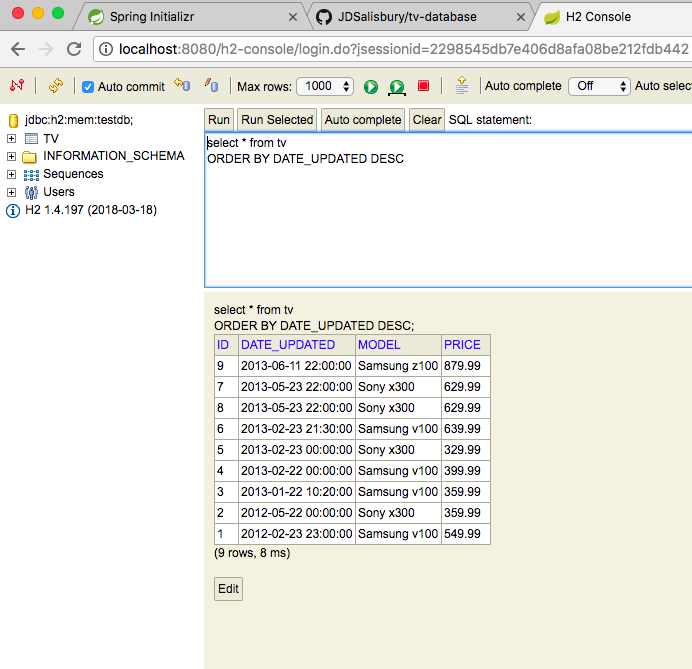 Spring Initializr
JDSalisbury/tv-database
H2 Console
localhost:8080/h2-console/login.do?jsessionid=2298545db7e406d8afa08be212fdb442
Auto commit
Max rows: 1000
Auto complete Off
Auto selec
jdbc:h2:mem:testdb;
TV
INFORMATION_SCHEMA
Sequences
Users
H2 1.4.197 (2018-03-18)
Run Run Selected Auto complete Clear SQL statement:
select * from tv
ORDER BY DATE_UPDATED DESC
select * from tv
ORDER BY DATE_UPDATED DESC;
ID DATE_UPDATED MODEL PRICE
9 2013-06-11 22:00:00 Samsung z100 879.99
7 2013-05-23 22:00:00 Sony x300 629.99
8 2013-05-23 22:00:00 Sony x300 629.99
6 2013-02-23 21:30:00 Samsung v100 639.99
5 2013-02-23 00:00:00 Sony x300 329.99
4 2013-02-22 00:00:00 Samsung v100 399.99
3 2013-01-22 10:20:00 Samsung v100 359.99
2 2012-05-22 00:00:00 Sony x300 359.99
1 2012-02-23 23:00:00 Samsung v100 549.99
(9 rows, 8 ms)
Edit